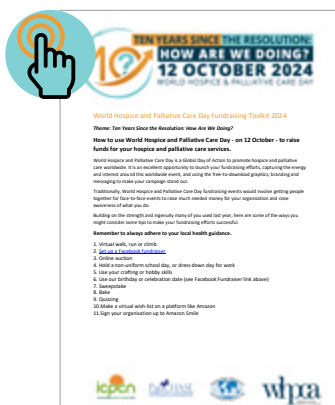 TEN YEARS SINCE THE RESOLUTION:
10? HOW ARE WE DOING?
12 OCTOBER 2024
WORLD HOSPICE & PALLIATIVE CARE DAY
World Hospice and Palliative Care Day Fundraising Toolkit 2024
Theme: Ten Years Since the Resolution: How Are We Doing?
How to use World Hospice and Palliative Care Day - on 12 October - to raise
funds for your hospice and palliative care services.
World Hospice and Palliative Care Day is a Global Day of Action to promote hospice and palliative
care worldwide. It is an excellent opportunity to launch your fundraising efforts, capturing the energy
and interest around this worldwide event, and using the free-to-download graphics, branding and
messaging to make your campaign stand out.
Traditionally, World Hospice and Palliative Care Day fundraising events would involve getting people
together for face-to-face events to raise much needed money for your organisation and raise
awareness of what you do.
Building on the strength and ingenuity many of you used last year, here are some of the ways you
might consider some tips to make your fundraising efforts successful.
Remember to always adhere to your local health guidance.
1. Virtual walk, run or climb
2. Set up a Facebook fundraiser
3. Online auction
4. Hold a non-uniform school day, or dress down day for work
5. Use your crafting or hobby skills
6. Use our birthday or celebration date (see Facebook Fundraiser link above)
7. Sweepstake
8. Bake
9. Quizzing
10.Make a virtual wish-list on a platform like Amazon
11.Sign your organisation up to Amazon Smile
icpcn
whpca